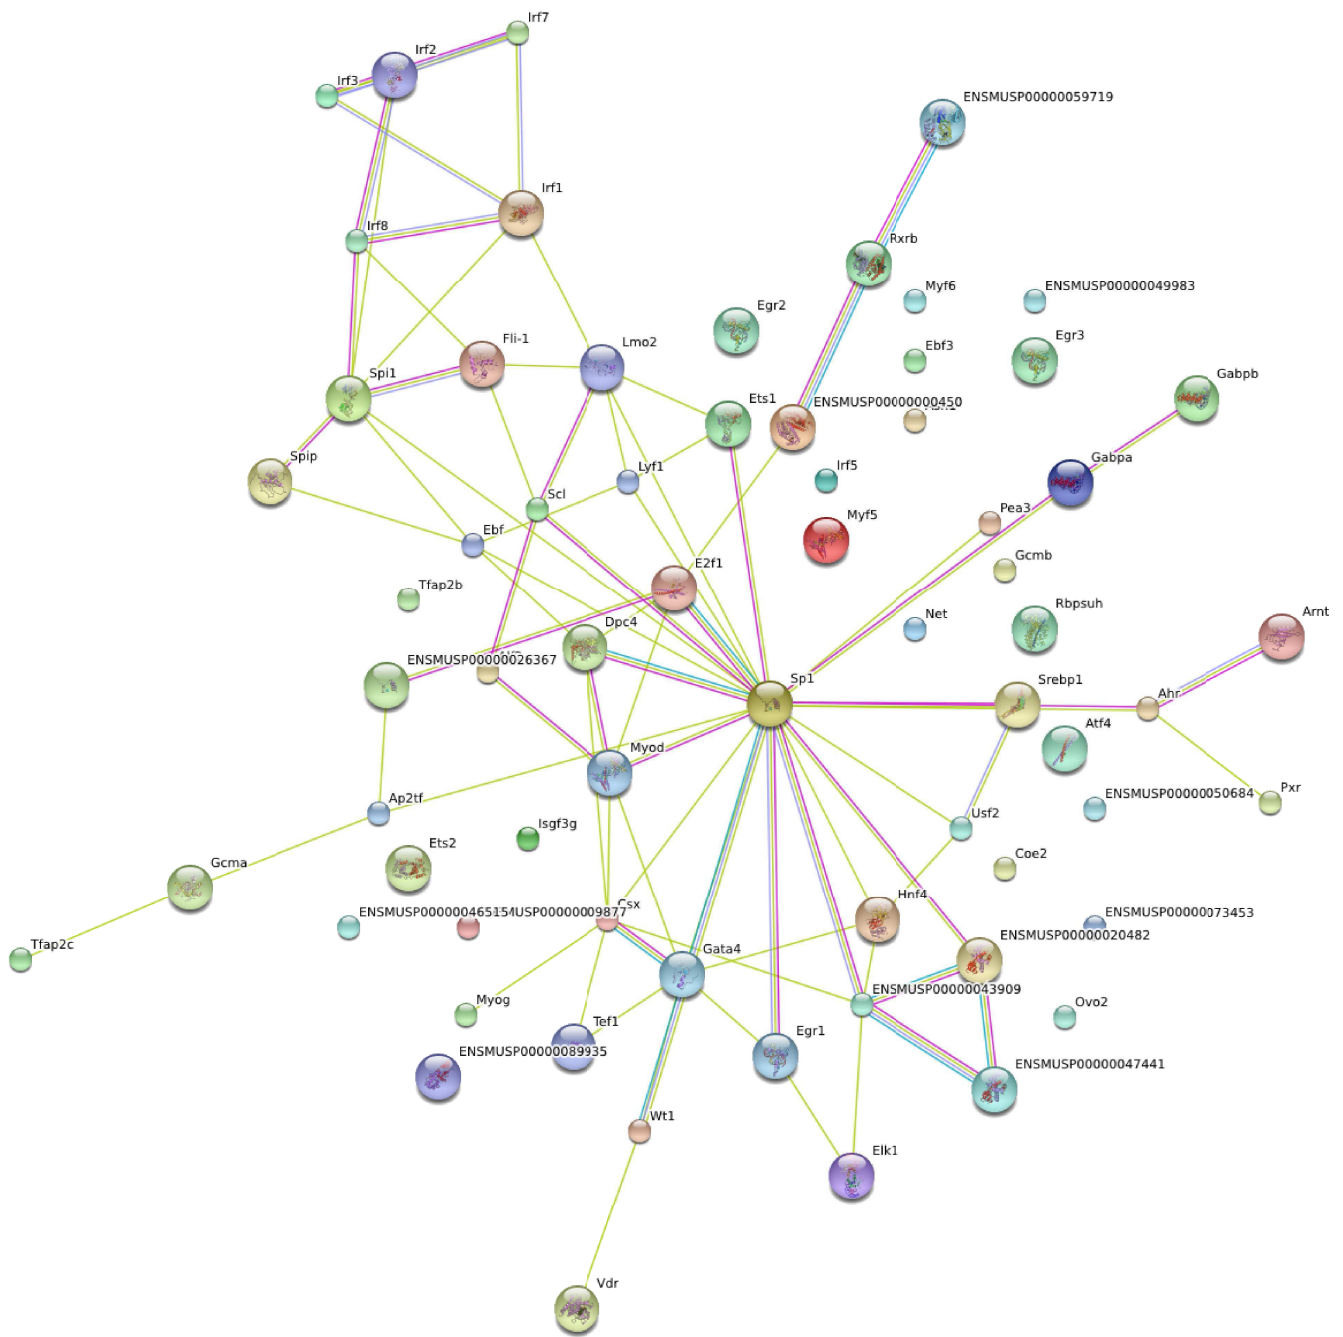 Irf7
Irf2
Irf3
ENSMUSP00000059719
Irf1
Irf8
Rxrb
Myf6
ENSMUSP00000049983
Egr2
Fli-1
Lmo2
Egr3
Ebf3
Spi1
Gabpb
Ets1
ENSMUSP00000000450
Spip
Lyf1
Irf5
Gabpa
Scl
Pea3
Myf5
Ebf
E2f1
Gcmb
Tfap2b
Rbpsuh
Net
Arnt
Dpc4
ENSMUSP00000026367
Sp1
Srebp1
Ahr
Atf4
Myod
Pxr
ENSMUSP00000050684
Ap2tf
Usf2
Isgf3g
Ets2
Coe2
Gcma
Hnf4
Csx
ENSMUSP00000046515
MUSP00000009877
ENSMUSP00000073453
ENSMUSP00000020482
Tfap2c
Gata4
ENSMUSP00000043909
Myog
Ovo2
Tef1
Egr1
ENSMUSP00000089935
ENSMUSP00000047441
Wt1
Elk1
Vdr